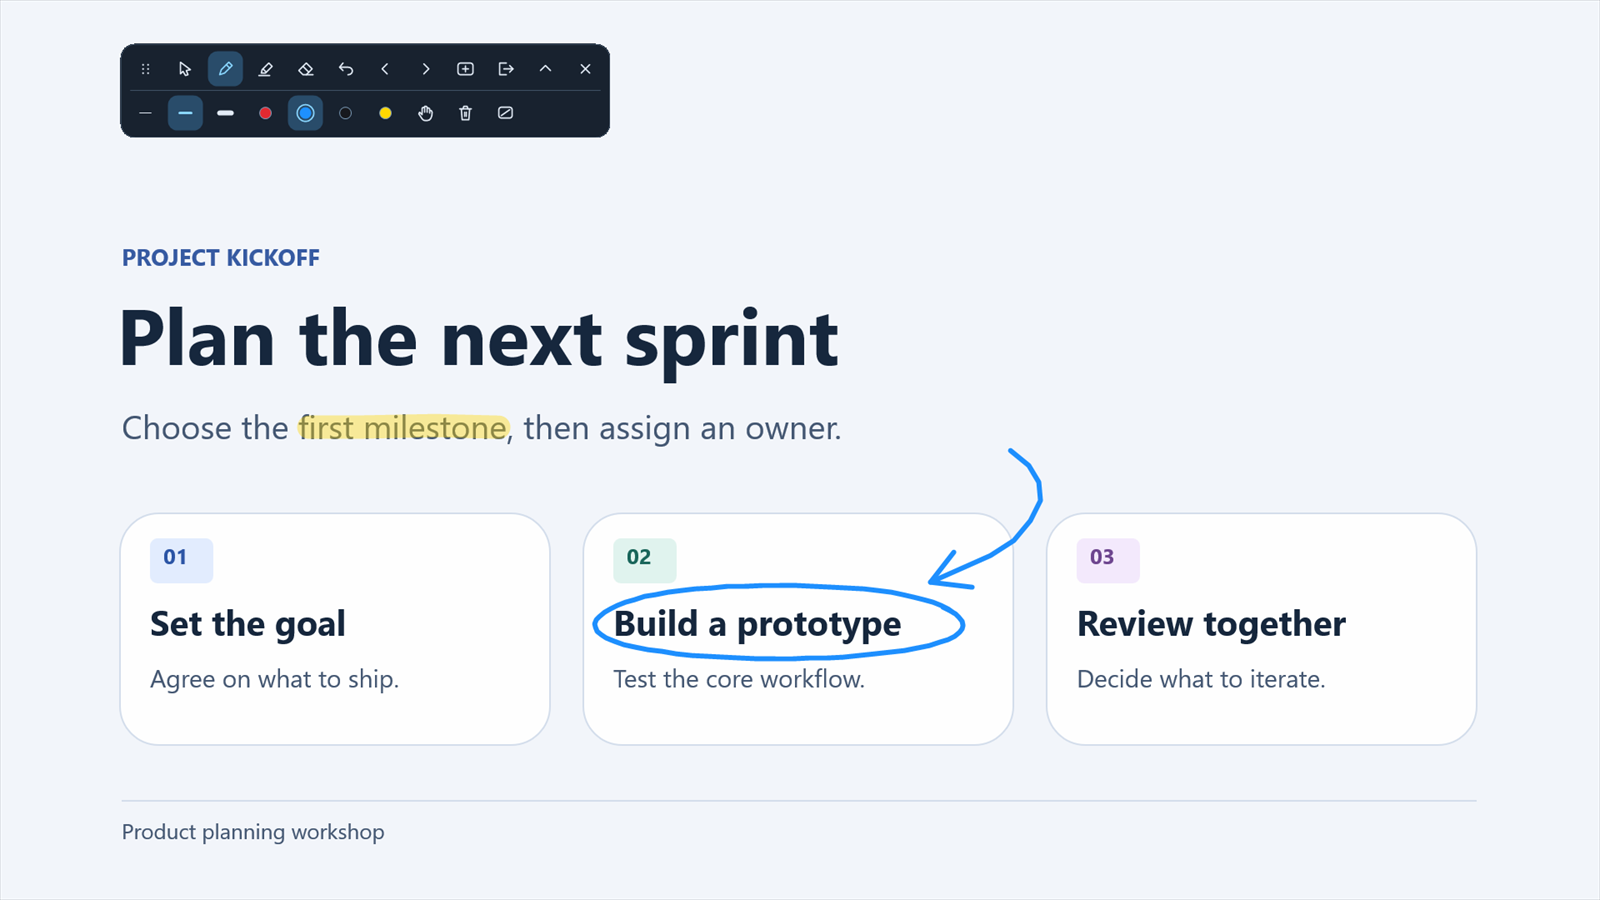 PROJECT KICKOFF
Plan the next sprint
Choose the first milestone, then assign an owner.
01
Set the goal
Agree on what to ship.
02
Build a prototype
Test the core workflow.
03
Review together
Decide what to iterate.
Product planning workshop